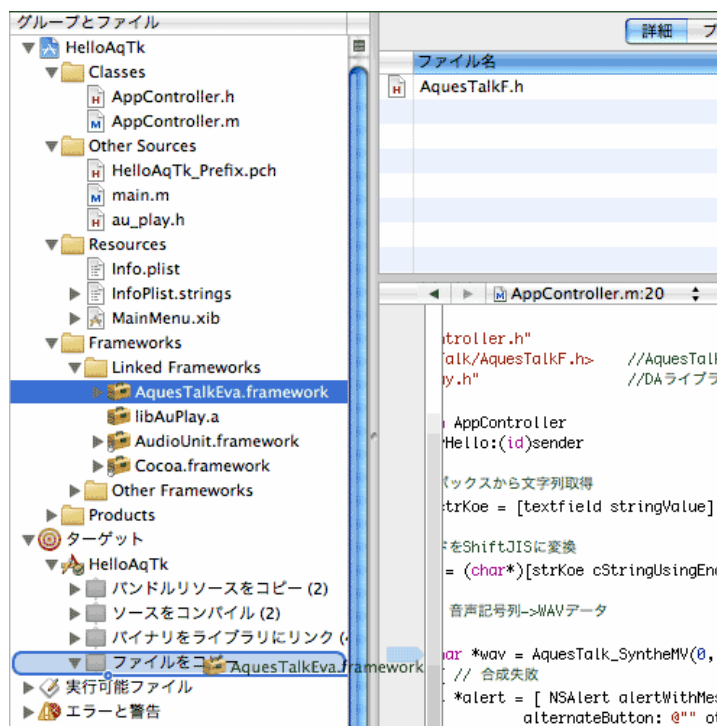 グループとファイル
HelloAqTk
Classes
AppController.h
AppController.m
Other Sources
HelloAqTk_Prefix.pch
main.m
au_play.h
Resources
Info.plist
InfoPlist.strings
MainMenu.xib
Frameworks
Linked Frameworks
AquesTalkEva.framework
libAuPlay.a
AudioUnit.framework
Cocoa.framework
Other Frameworks
Products
ターゲット
HelloAqTk
バンドルリソースをコピー (2)
ソースをコンパイル (2)
バイナリをライブラリにリンク (
ファイルをコ
AquesTalkEva.framework
実行可能ファイル
エラーと警告
詳細
プ
ファイル名
AquesTalkF.h
AppController.m:20
ntroller.h"
Talk/AquesTalkF.h> //AquesTalk
ay.h" //DAライブラ
AppController
Hello:(id)sender
ボックスから文字列取得
strKoe = [textfield stringValue]
をShiftJISに変換
= (char*)[strKoe cStringUsingEnc
音声記号列->WAVデータ
har *wav = AquesTalk_SyntheMV(0,
// 合成失敗
*alert = [ NSAlert alertWithMes
alternateButton: @"" ot